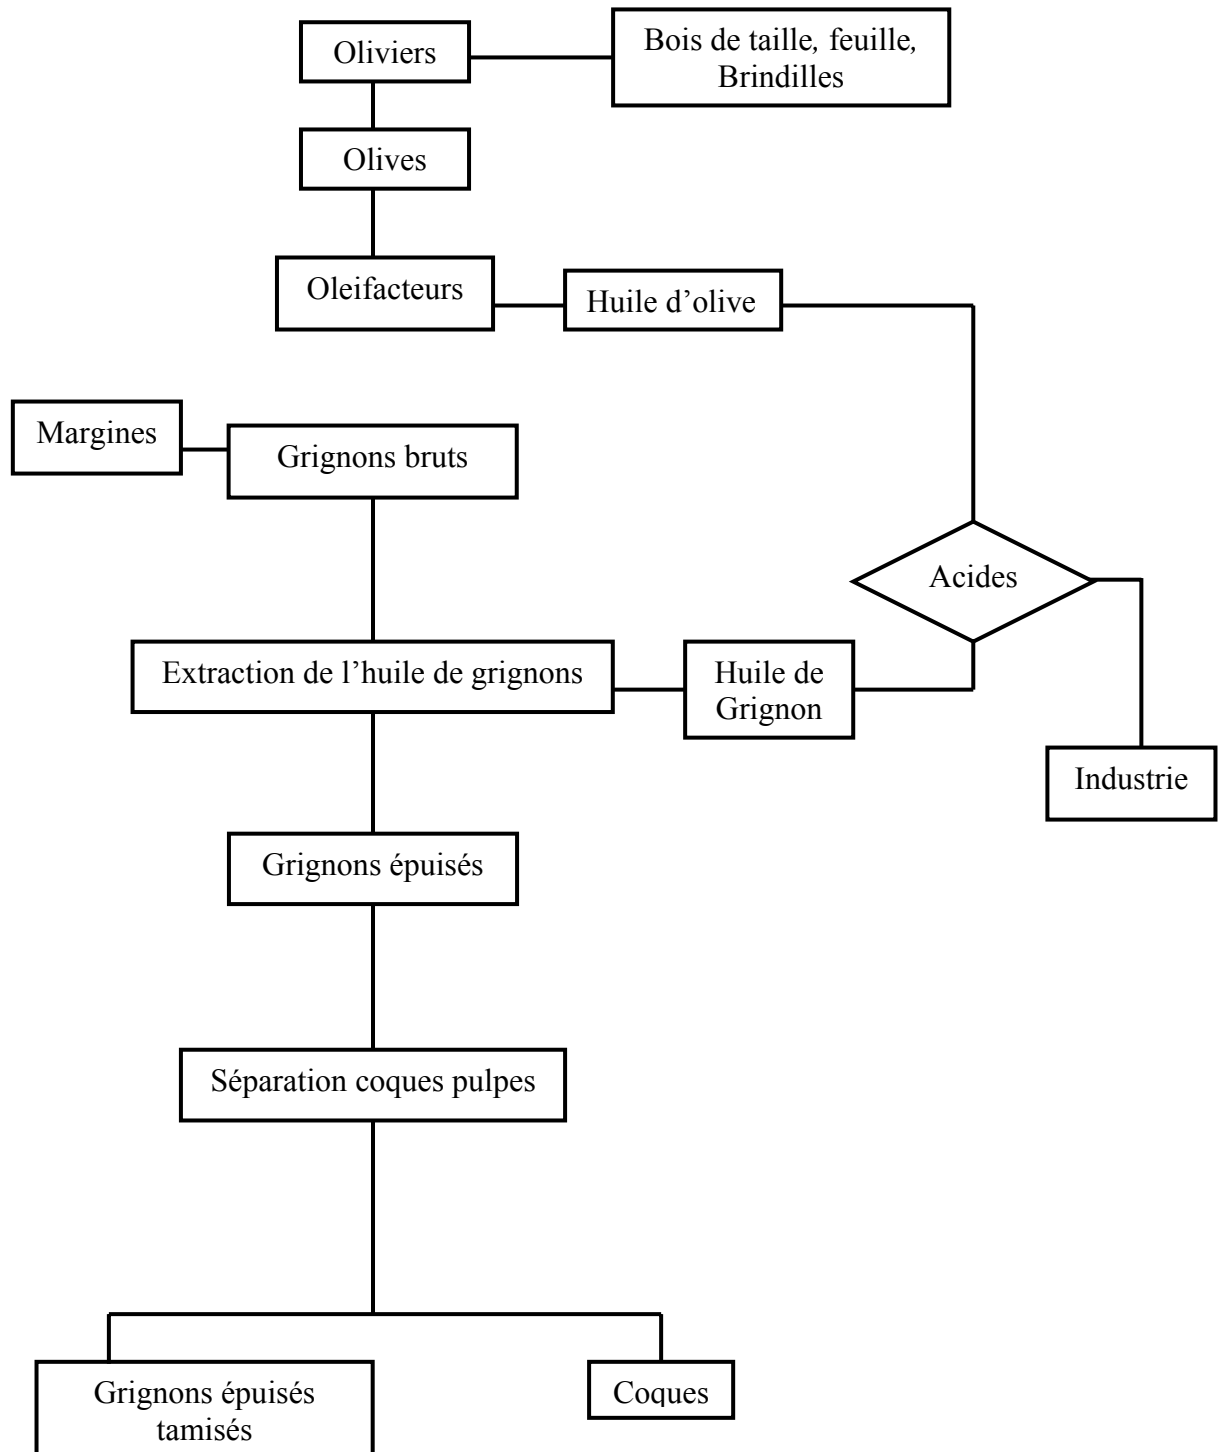 Oliviers
Bois de taille, feuille,
Brindilles
Olives
Oleifacteurs
Huile d’olive
Margines
Grignons bruts
Acides
Extraction de l’huile de grignons
Huile de
Grignon
Industrie
Grignons épuisés
Séparation coques pulpes
Grignons épuisés
tamisés
Coques